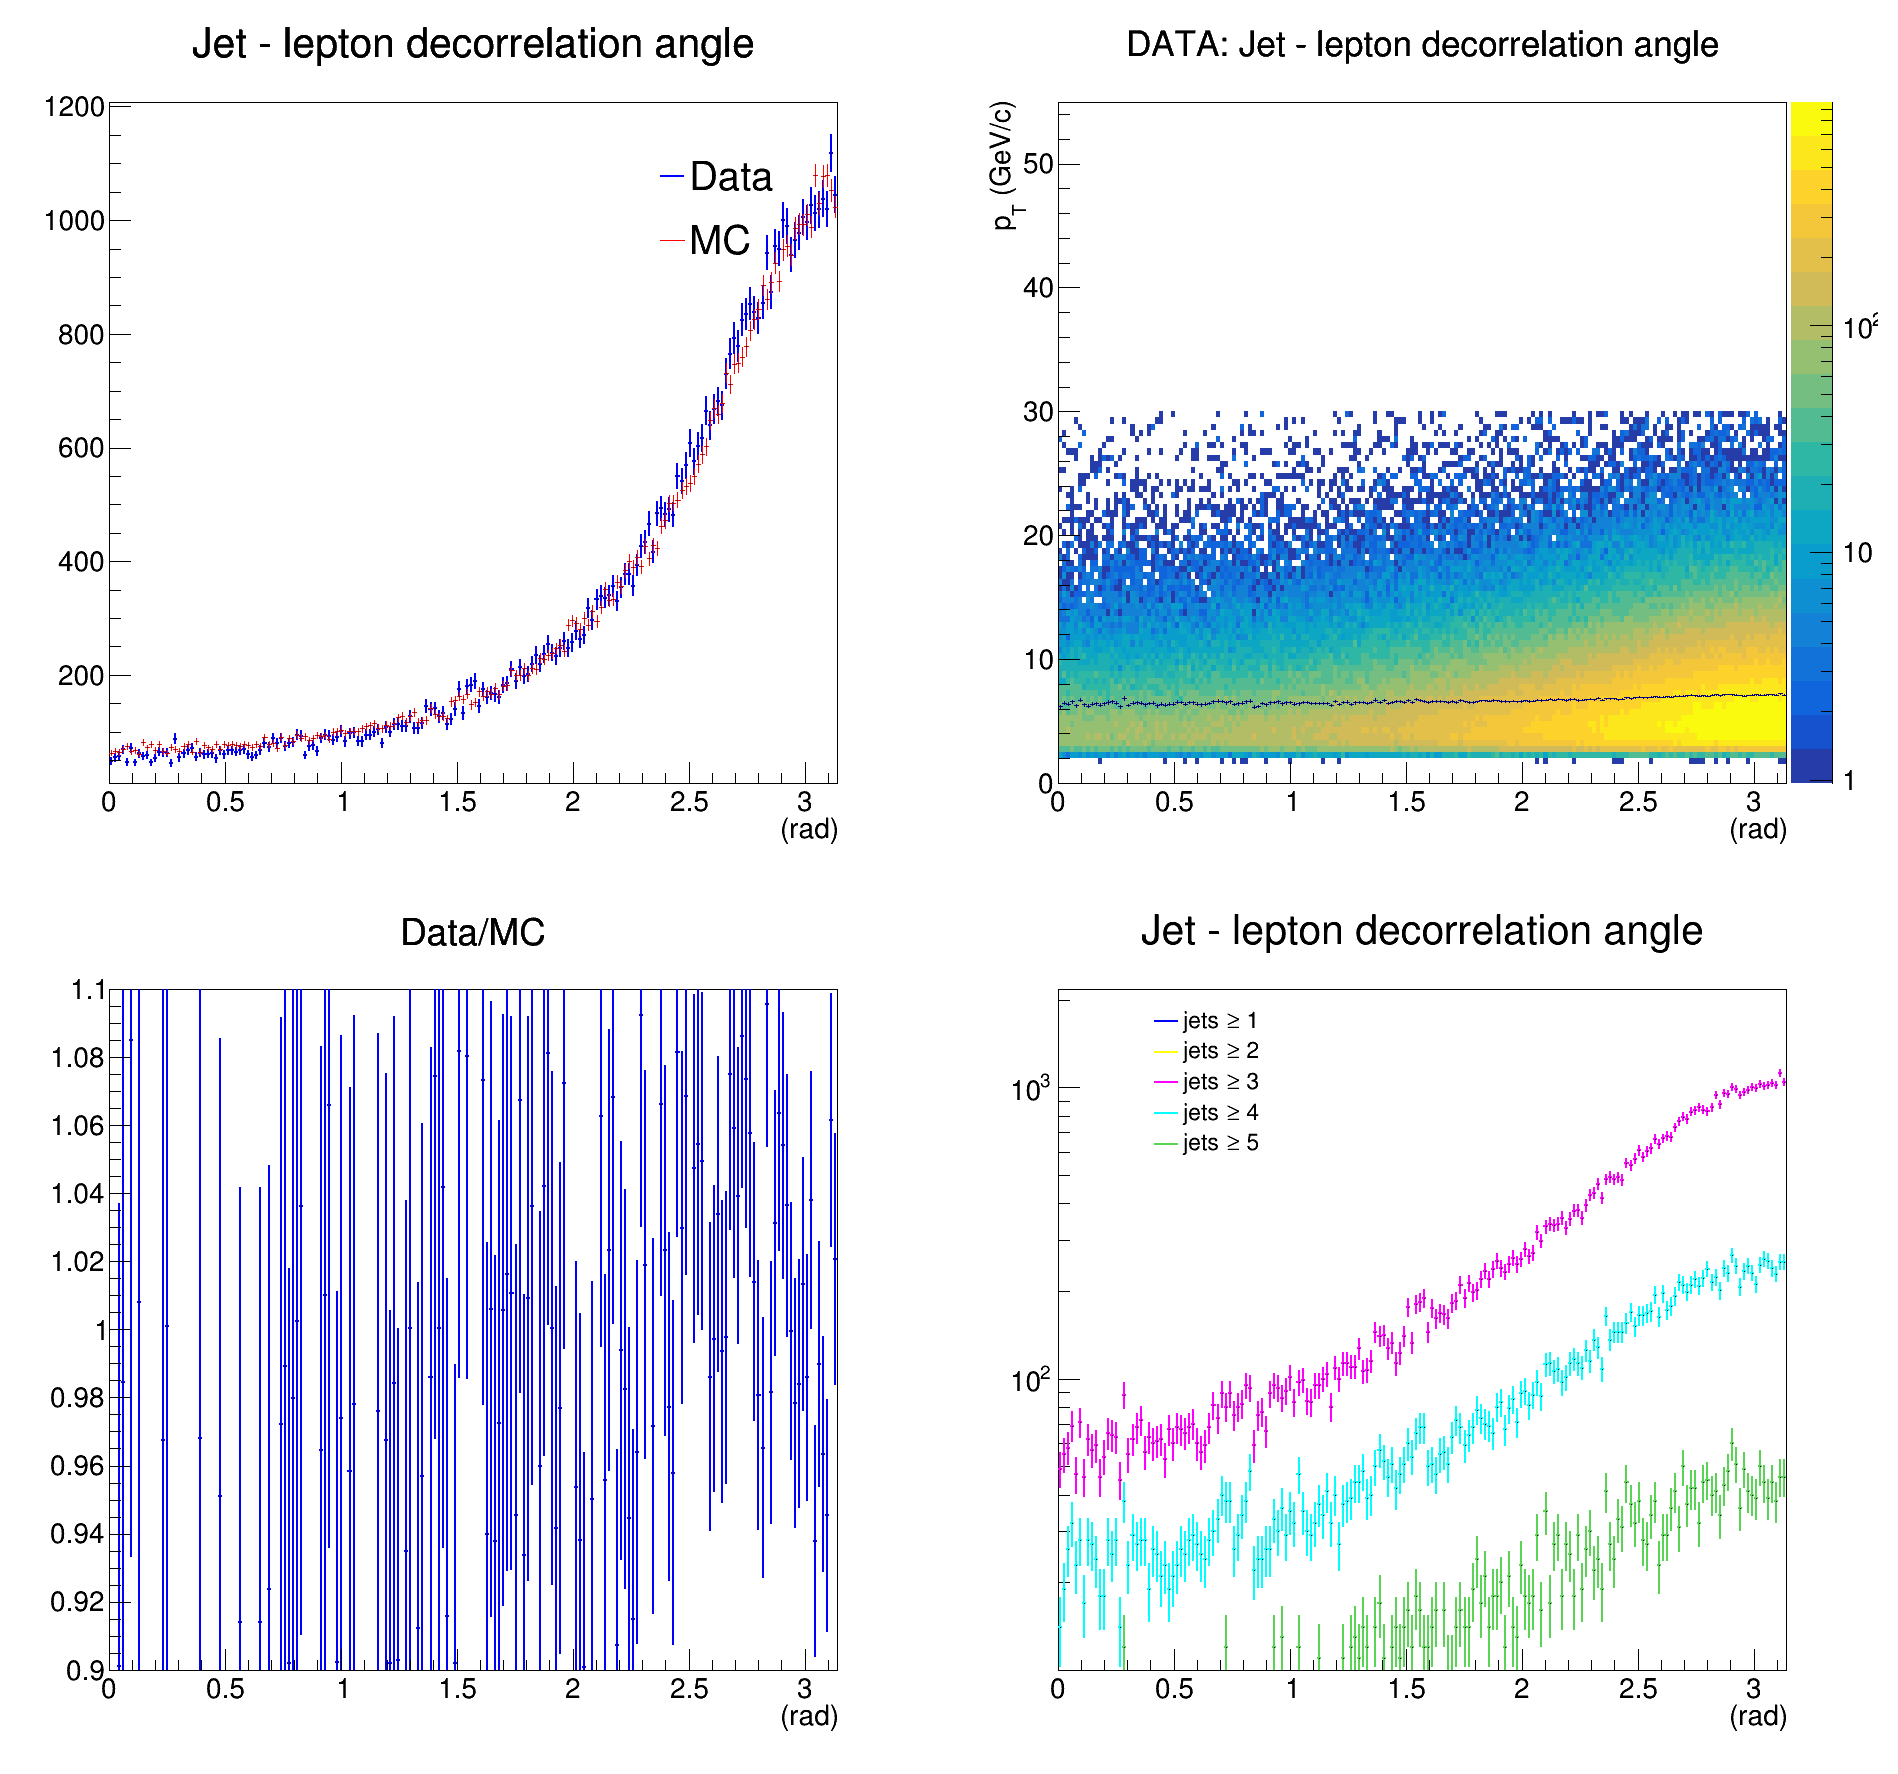 Jet - lepton decorrelation angle
1200
1000
800
600
400
200
Data
MC
0 0.5 1 1.5 2 2.5 3
(rad)
DATA: Jet - lepton decorrelation angle
p_T (GeV/c)
50
40
30
20
10
0
10²
10
1
0 0.5 1 1.5 2 2.5 3
(rad)
Data/MC
1.1
1.08
1.06
1.04
1.02
1
0.98
0.96
0.94
0.92
0.9
0 0.5 1 1.5 2 2.5 3
(rad)
Jet - lepton decorrelation angle
jets ≥ 1
jets ≥ 2
jets ≥ 3
jets ≥ 4
jets ≥ 5
10³
10²
0 0.5 1 1.5 2 2.5 3
(rad)